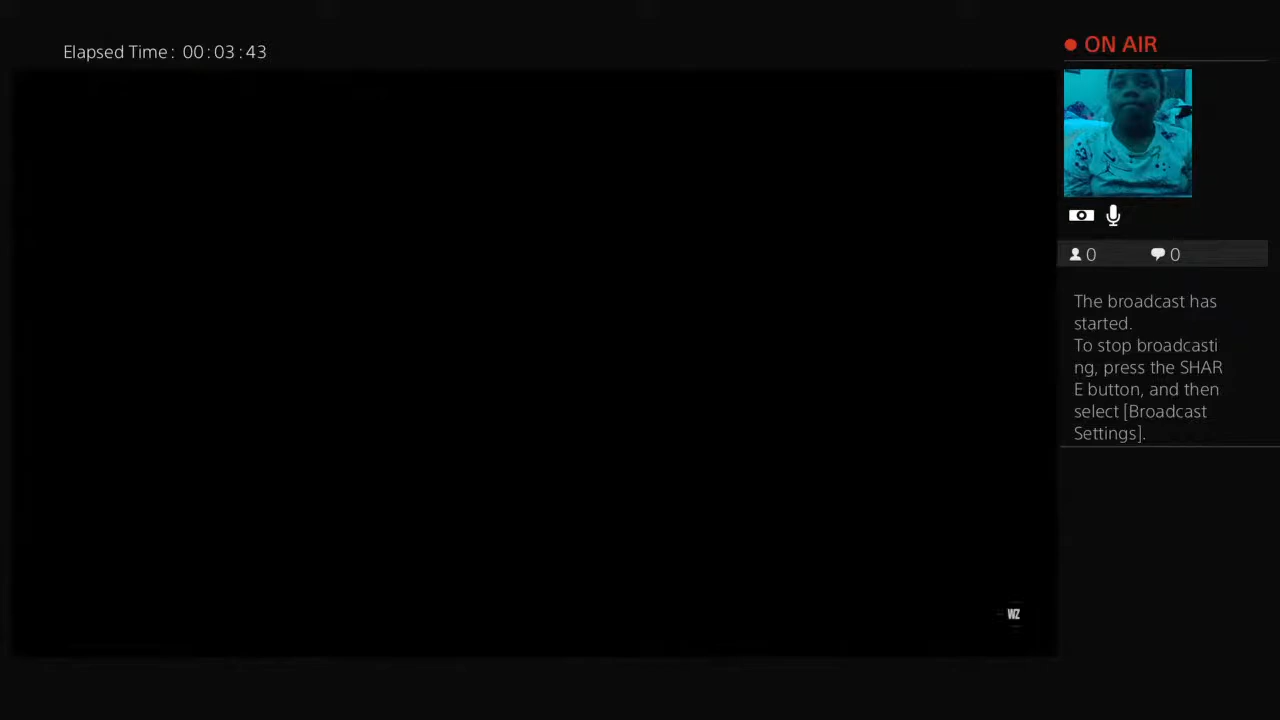 Elapsed Time: 00:03:43
ON AIR
0 0
The broadcast has
started.
To stop broadcasti
ng, press the SHAR
E button, and then
select [Broadcast
Settings].
WZ